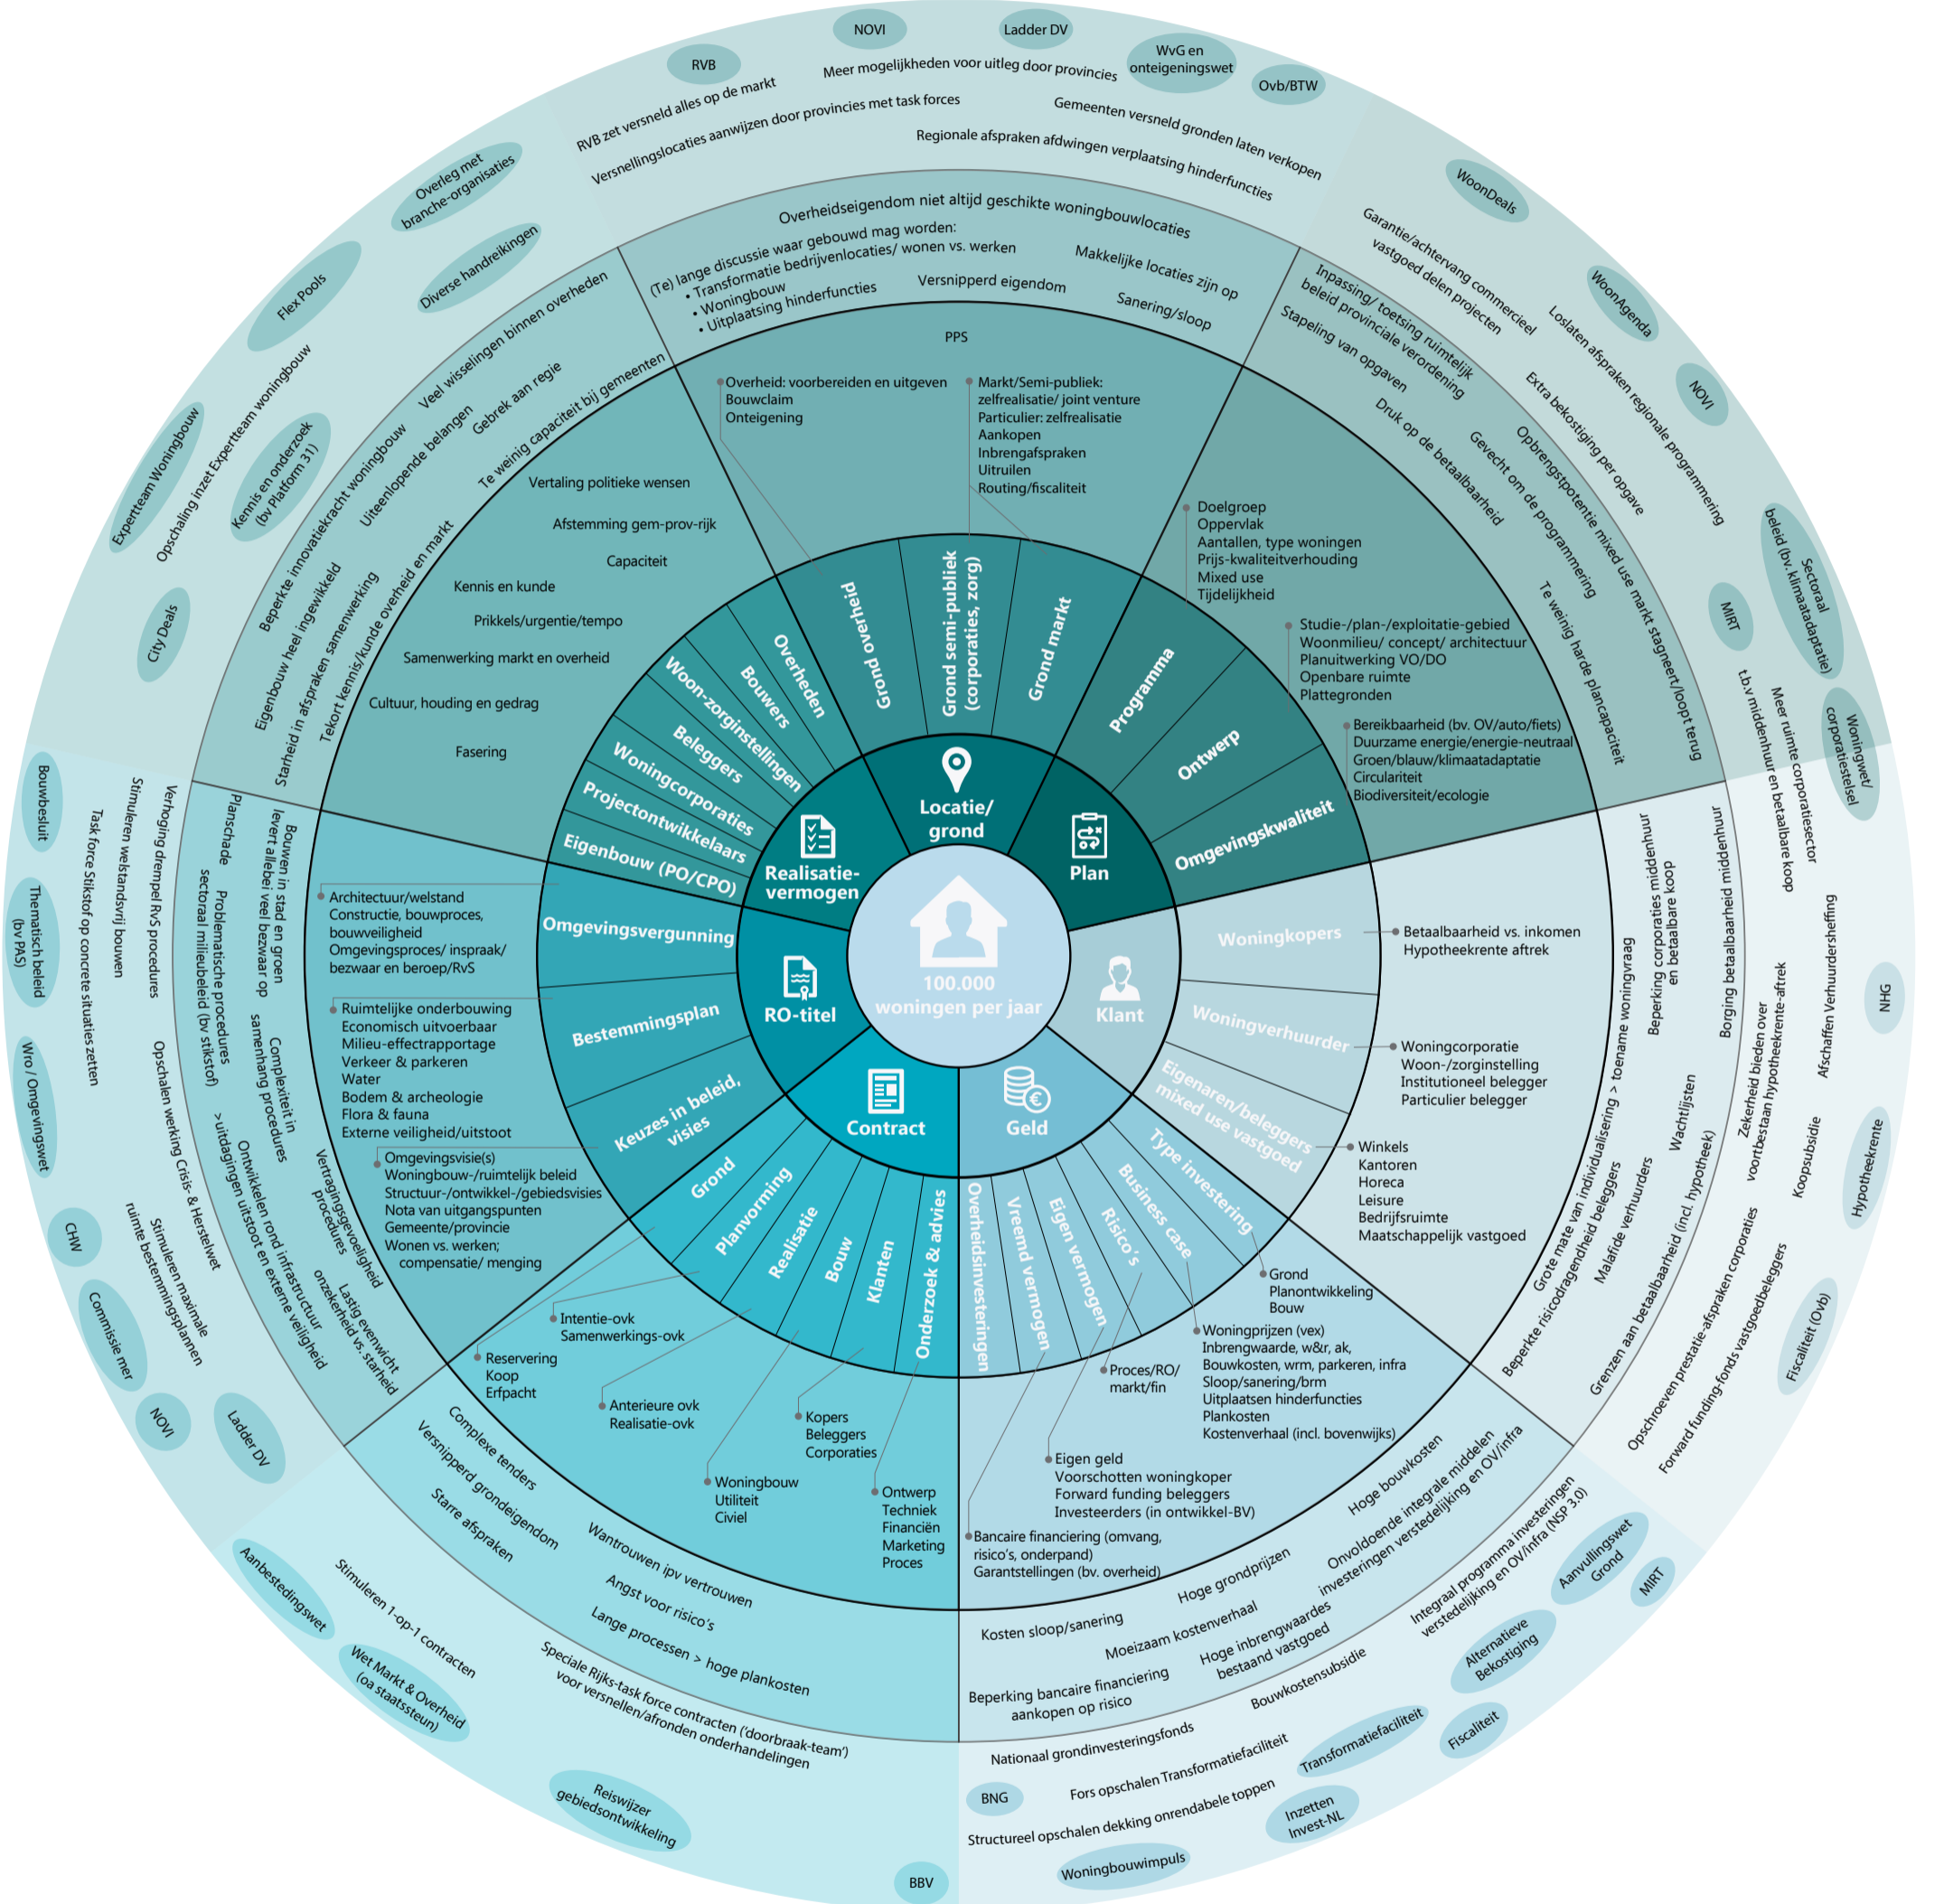 100.000
woningen per jaar
Locatie/
grond
Plan
Klant
Geld
Contract
RO-titel
Realisatie-
vermogen
Grond overheid
Grond semi-publiek
(corporaties, zorg)
Grond markt
PPS
Overheid: voorbereiden en uitgeven
Bouwclaim
Onteigening
Markt/Semi-publiek:
zelfrealisatie/ joint venture
Particulier: zelfrealisatie
Aankopen
Inbrengafspraken
Uitruilen
Routing/fiscaliteit
Overheidseigendom niet altijd geschikte woningbouwlocaties
(Te) lange discussie waar gebouwd mag worden:
• Transformatie bedrijvenlocaties/ wonen vs. werken
• Woningbouw
• Uitplaatsing hinderfuncties
Versnipperd eigendom
Makkelijke locaties zijn op
Sanering/sloop
RVB zet versneld alles op de markt
Meer mogelijkheden voor uitleg door provincies
Versnellingslocaties aanwijzen door provincies met task forces
Gemeenten versneld gronden laten verkopen
Regionale afspraken afdwingen verplaatsing hinderfuncties
RVB
NOVI
Ladder DV
WvG en
onteigeningswet
Ovb/BTW
Programma
Ontwerp
Omgevingskwaliteit
Doelgroep
Oppervlak
Aantallen, type woningen
Prijs-kwaliteitverhouding
Mixed use
Tijdelijkheid
Studie-/plan-/exploitatie-gebied
Woonmilieu/ concept/ architectuur
Planuitwerking VO/DO
Openbare ruimte
Plattegronden
Bereikbaarheid (bv. OV/auto/fiets)
Duurzame energie/energie-neutraal
Groen/blauw/klimaatadaptatie
Circulariteit
Biodiversiteit/ecologie
Inpassing/ toetsing ruimtelijk
beleid provinciale verordening
Stapeling van opgaven
Druk op de betaalbaarheid
Gevecht om de programmering
Opbrengstpotentie mixed use markt stagneert/loopt terug
Te weinig harde plancapaciteit
Garantie/achtervang commercieel
vastgoed delen projecten
Loslaten afspraken regionale programmering
Extra bekostiging per opgave
WoonDeals
WoonAgenda
NOVI
Sectoraal
beleid (bv. klimaatadaptatie)
MIRT
Woningwet/
corporatiestelsel
Woningkopers
Woningverhuurder
Eigenaren/beleggers
mixed use vastgoed
Betaalbaarheid vs. inkomen
Hypotheekrente aftrek
Woningcorporatie
Woon-/zorginstelling
Institutioneel belegger
Particulier belegger
Winkels
Kantoren
Horeca
Leisure
Bedrijfsruimte
Maatschappelijk vastgoed
Beperking corporaties middenhuur
en betaalbare koop
Borging betaalbaarheid middenhuur
Grote mate van individualisering > toename woningvraag
Wachtlijsten
Malafide verhuurders
Beperkte risicodragendheid beleggers
Grenzen aan betaalbaarheid (incl. hypotheek)
Meer ruimte corporatiesector
t.b.v middenhuur en betaalbare koop
Afschaffen Verhuurdersheffing
Zekerheid bieden over
voortbestaan hypotheekrente-aftrek
Koopsubsidie
Opschroeven prestatie-afspraken corporaties
Forward funding-fonds vastgoedbeleggers
NHG
Hypotheekrente
Fiscaliteit (Ovb)
Type investering
Business case
Risico's
Eigen vermogen
Vreemd vermogen
Overheidsinvesteringen
Grond
Planontwikkeling
Bouw
Woningprijzen (vex)
Inbrengwaarde, w&r, ak,
Bouwkosten, wrm, parkeren, infra
Sloop/sanering/brm
Uitplaatsen hinderfuncties
Plankosten
Kostenverhaal (incl. bovenwijks)
Proces/RO/
markt/fin
Eigen geld
Voorschotten woningkoper
Forward funding beleggers
Investeerders (in ontwikkel-BV)
Bancaire financiering (omvang,
risico's, onderpand)
Garantstellingen (bv. overheid)
Hoge bouwkosten
Onvoldoende integrale middelen
investeringen verstedelijking en OV/infra
Hoge grondprijzen
Kosten sloop/sanering
Moeizaam kostenverhaal
Hoge inbrengwaardes
bestaand vastgoed
Beperking bancaire financiering
aankopen op risico
Integraal programma investeringen
verstedelijking en OV/infra (NSP 3.0)
Bouwkostensubsidie
Nationaal grondinvesteringsfonds
Fors opschalen Transformatiefaciliteit
Structureel opschalen dekking onrendabele toppen
Aanvullingswet
Grond
MIRT
Alternatieve
Bekostiging
Fiscaliteit
Transformatiefaciliteit
Inzetten
Invest-NL
BNG
Woningbouwimpuls
Grond
Planvorming
Realisatie
Bouw
Klanten
Onderzoek & advies
Reservering
Koop
Erfpacht
Intentie-ovk
Samenwerkings-ovk
Anterieure ovk
Realisatie-ovk
Woningbouw
Utiliteit
Civiel
Kopers
Beleggers
Corporaties
Ontwerp
Techniek
Financiën
Marketing
Proces
Complexe tenders
Versnipperd grondeigendom
Starre afspraken
Wantrouwen ipv vertrouwen
Angst voor risico's
Lange processen > hoge plankosten
Stimuleren 1-op-1 contracten
Speciale Rijks-task force contracten ('doorbraak-team')
voor versnellen/afronden onderhandelingen
Aanbestedingswet
Wet Markt & Overheid
(oa staatssteun)
Reiswijzer
gebiedsontwikkeling
BBV
Omgevingsvergunning
Bestemmingsplan
Keuzes in beleid,
visies
Architectuur/welstand
Constructie, bouwproces,
bouwveiligheid
Omgevingsproces/ inspraak/
bezwaar en beroep/RvS
Ruimtelijke onderbouwing
Economisch uitvoerbaar
Milieu-effectrapportage
Verkeer & parkeren
Water
Bodem & archeologie
Flora & fauna
Externe veiligheid/uitstoot
Omgevingsvisie(s)
Woningbouw-/ruimtelijk beleid
Structuur-/ontwikkel-/gebiedsvisies
Nota van uitgangspunten
Gemeente/provincie
Wonen vs. werken;
compensatie/ menging
Bouwen in stad en groen
levert allebei veel bezwaar op
Planschade
Problematische procedures
sectoraal milieubeleid (bv stikstof)
Complexiteit in
samenhang procedures
Ontwikkelen rond infrastructuur
> uitdagingen uitstoot en externe veiligheid
Vertragingsgevoeligheid
procedures
Lastig evenwicht
onzekerheid vs. starheid
Verhoging drempel RvS procedures
Stimuleren welstandsvrij bouwen
Task force Stikstof op concrete situaties zetten
Opschalen werking Crisis- & Herstelwet
Stimuleren maximale
ruimte bestemmingsplannen
Bouwbesluit
Thematisch beleid
(bv PAS)
Wro / Omgevingswet
CHW
Commissie mer
NOVI
Ladder DV
Overheden
Bouwers
Woon-zorginstellingen
Beleggers
Woningcorporaties
Projectontwikkelaars
Eigenbouw (PO/CPO)
Vertaling politieke wensen
Afstemming gem-prov-rijk
Capaciteit
Kennis en kunde
Prikkels/urgentie/tempo
Samenwerking markt en overheid
Cultuur, houding en gedrag
Fasering
Veel wisselingen binnen overheden
Gebrek aan regie
Te weinig capaciteit bij gemeenten
Uiteenlopende belangen
Beperkte innovatiekracht woningbouw
Eigenbouw heel ingewikkeld
Starheid in afspraken samenwerking
Tekort kennis/kunde overheid en markt
Opschaling inzet Expertteam woningbouw
Overleg met
branche-organisaties
Diverse handreikingen
Flex Pools
Expertteam Woningbouw
Kennis en onderzoek
(bv Platform 31)
City Deals